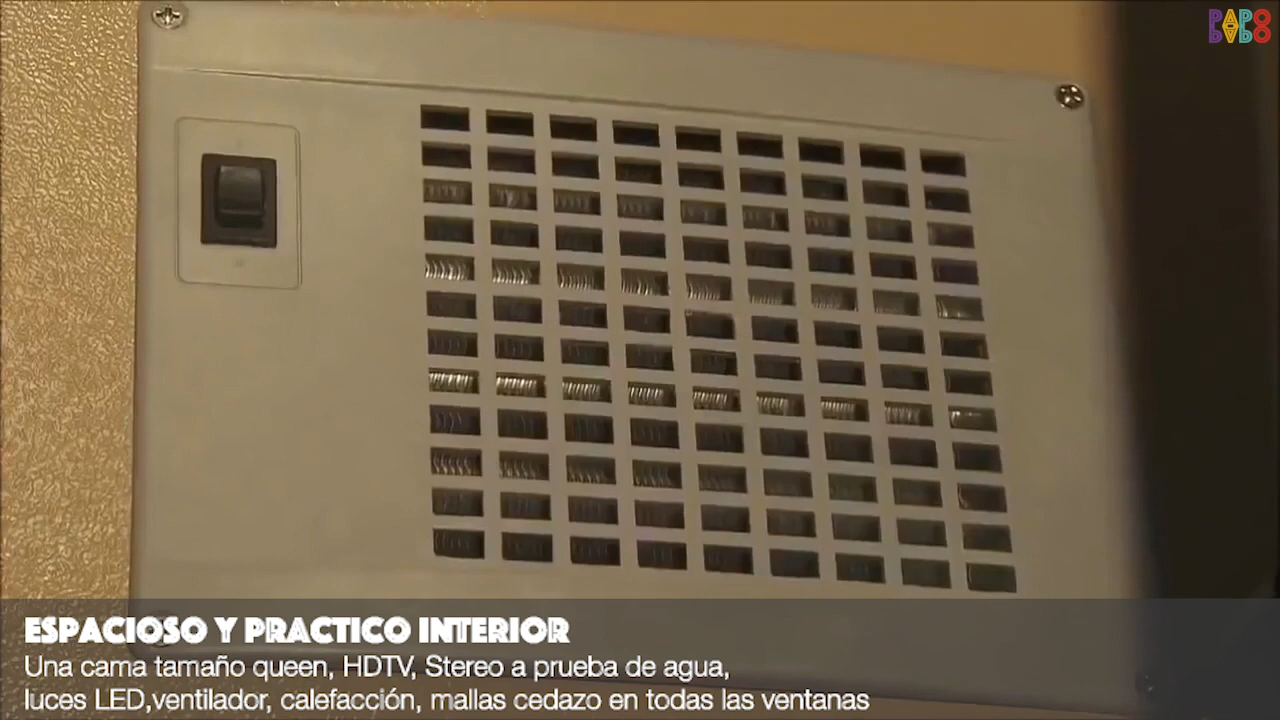 PAPO
ESPACIOSO Y PRACTICO INTERIOR
Una cama tamaño queen, HDTV, Stereo a prueba de agua,
luces LED,ventilador, calefacción, mallas cedazo en todas las ventanas